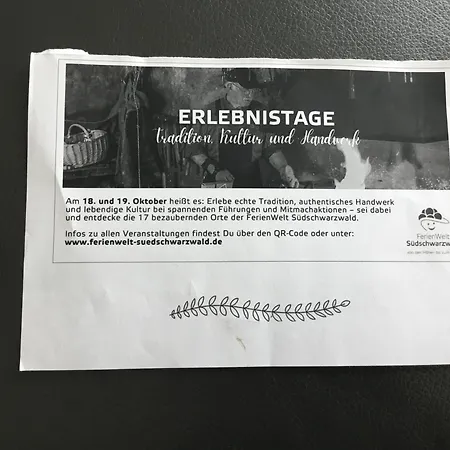 ERLEBNISTAGE
Tradition, Kultur und Handwerk
Am 18. und 19. Oktober heißt es: Erlebe echte Tradition, authentisches Handwerk
und lebendige Kultur bei spannenden Führungen und Mitmachaktionen – sei dabei
und entdecke die 17 bezaubernden Orte der FerienWelt Südschwarzwald.
Infos zu allen Veranstaltungen findest Du über den QR-Code oder unter:
www.ferienwelt-suedschwarzwald.de
FerienWelt
Südschwarzw